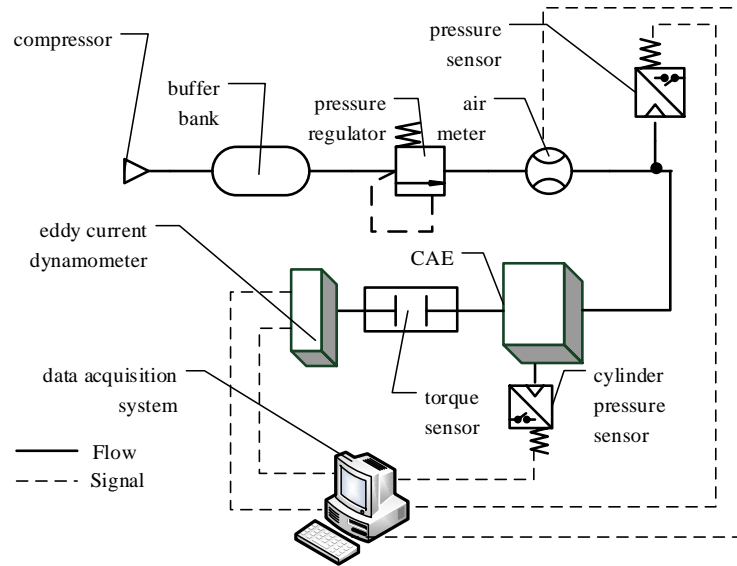 compressor
buffer
bank
pressure
regulator
air
meter
pressure
sensor
eddy current
dynamometer
CAE
data acquisition
system
torque
sensor
cylinder
pressure
sensor
Flow
Signal